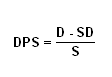 DPS = D - SD
S